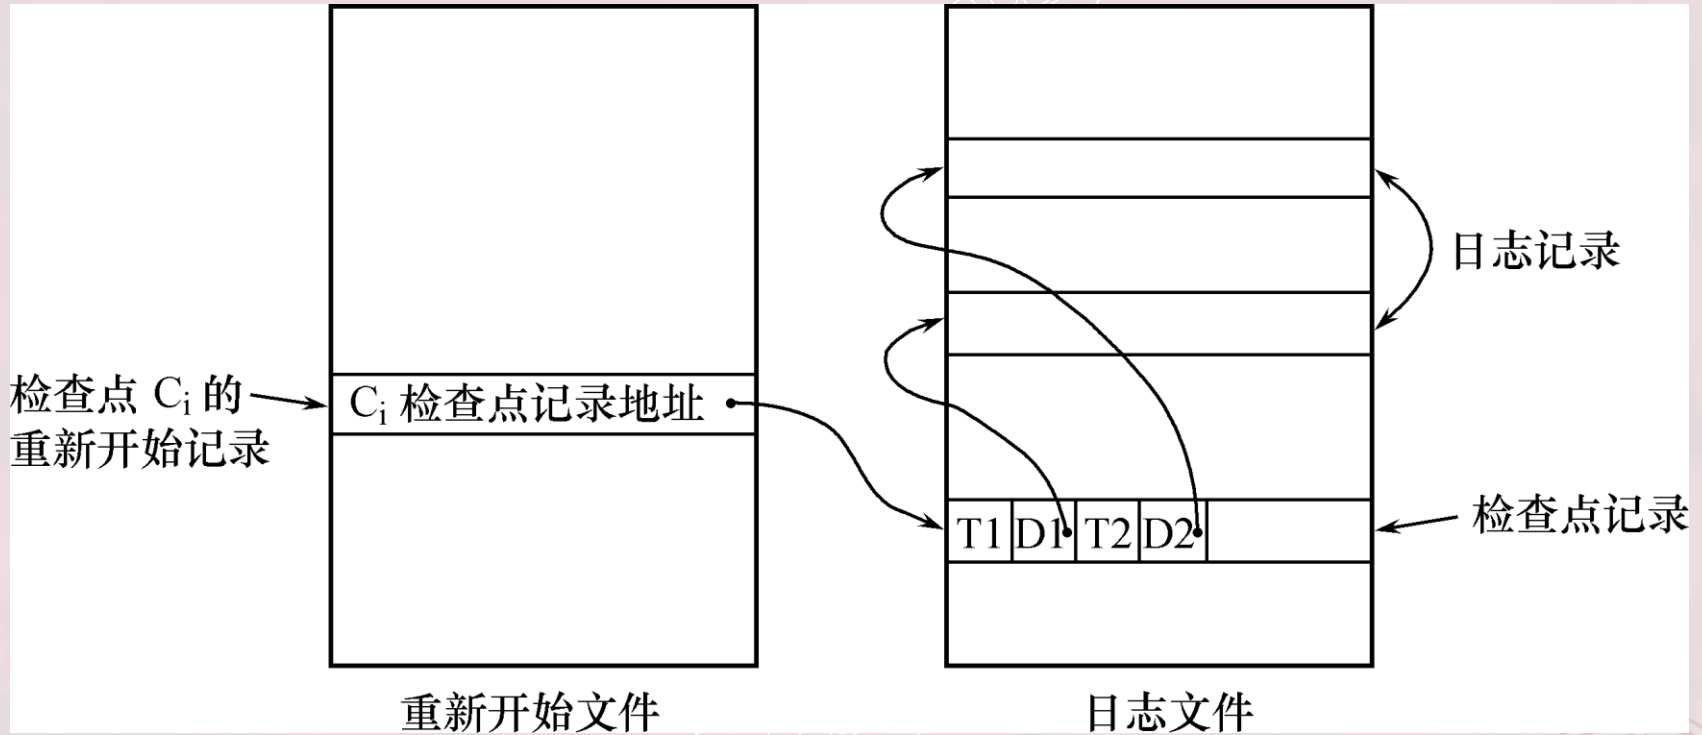 检查点 Ci 的
重新开始记录
Ci 检查点记录地址
重新开始文件
日志记录
T1 D1 T2 D2
检查点记录
日志文件